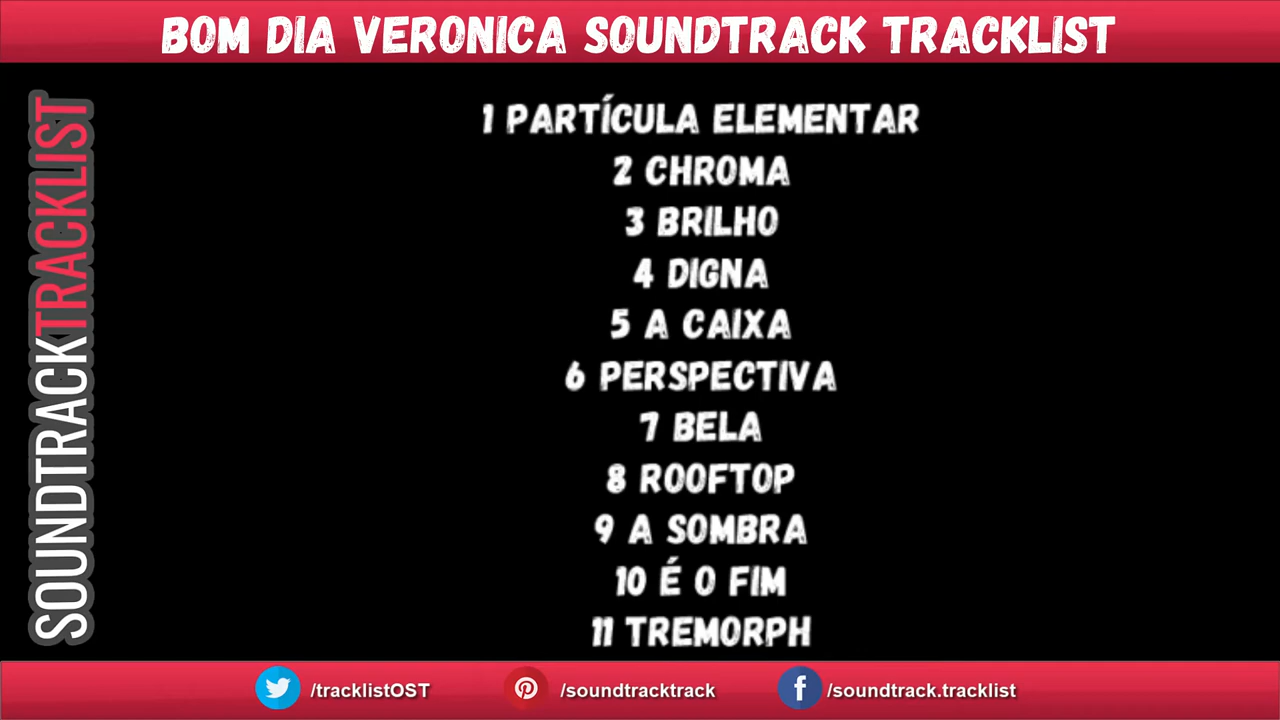 BOM DIA VERONICA SOUNDTRACK TRACKLIST
SOUNDTRACKTRACKLIST
1 PARTÍCULA ELEMENTAR
2 CHROMA
3 BRILHO
4 DIGNA
5 A CAIXA
6 PERSPECTIVA
7 BELA
8 ROOFTOP
9 A SOMBRA
10 É O FIM
11 TREMORPH
/tracklistOST
/soundtracktrack
/soundtrack.tracklist